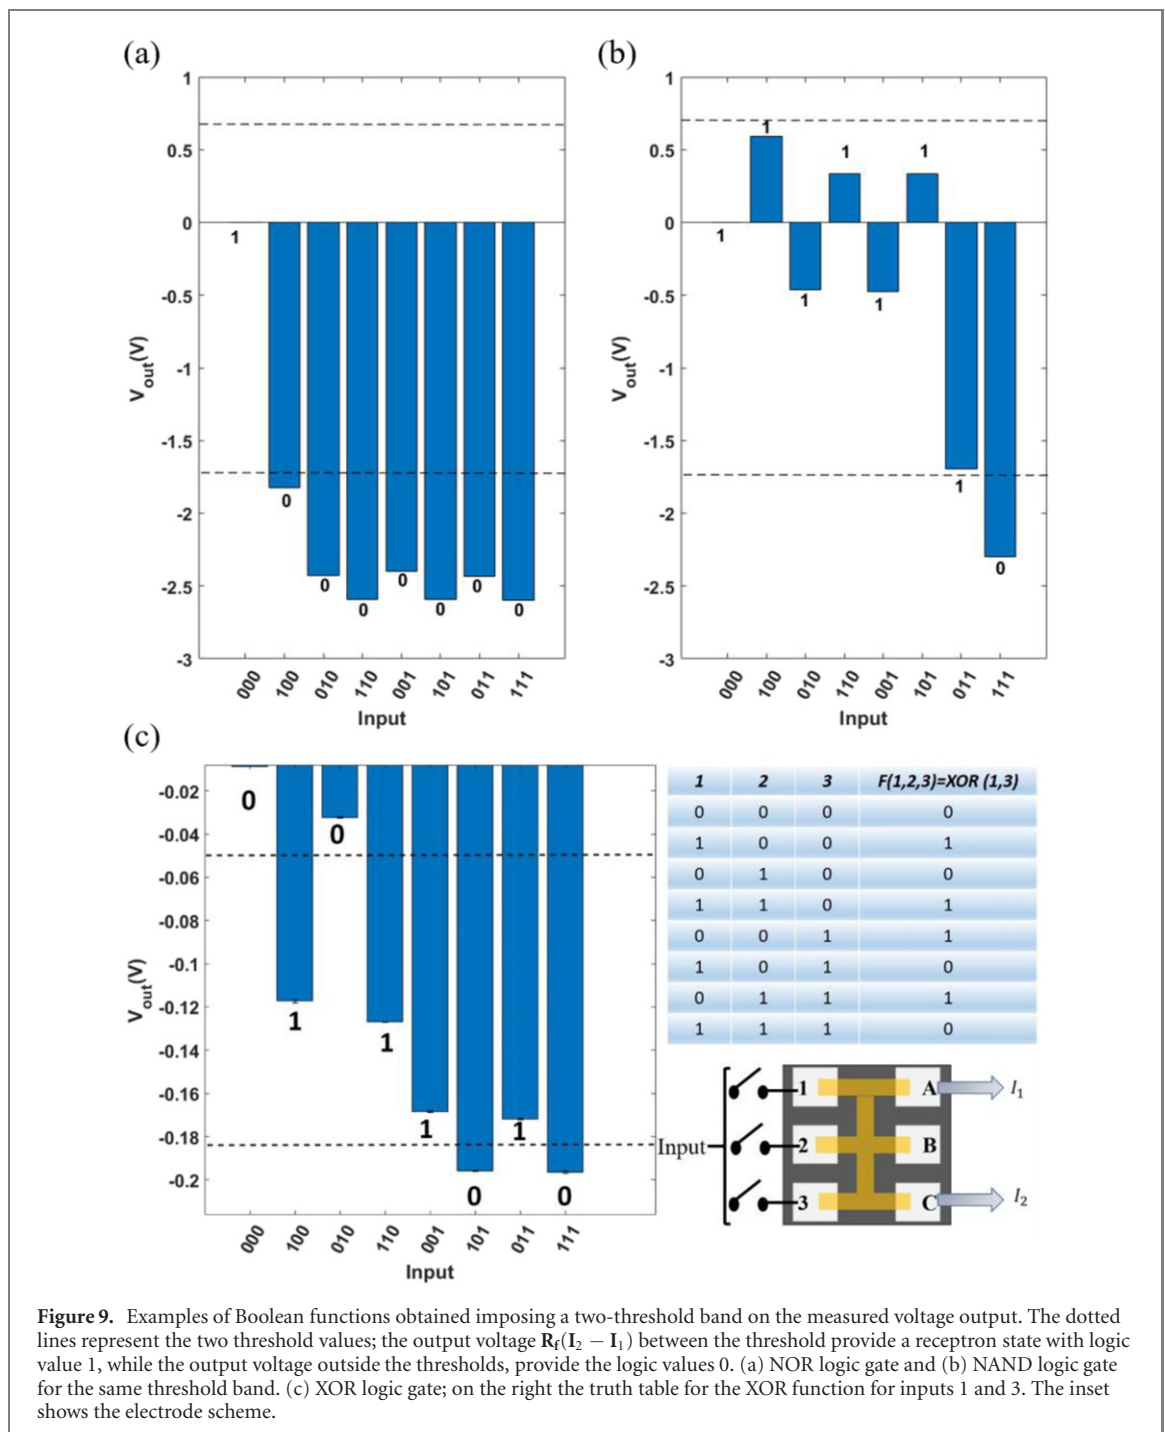 (a)
1
0.5
0
-0.5
-1
-1.5
-2
-2.5
-3
V_out(V)
1
0
0
0
0
0
0
0
000 100 010 110 001 101 011 111
Input
(b)
1
0.5
0
-0.5
-1
-1.5
-2
-2.5
-3
V_out(V)
1
1
1
1
1
1
1
0
000 100 010 110 001 101 011 111
Input
(c)
-0.02
-0.04
-0.06
-0.08
-0.1
-0.12
-0.14
-0.16
-0.18
-0.2
V_out(V)
0
1
0
1
1
0
1
0
000 100 010 110 001 101 011 111
Input
1 2 3 F(1,2,3)=XOR (1,3)
0 0 0 0
1 0 0 1
0 1 0 0
1 1 0 1
0 0 1 1
1 0 1 0
0 1 1 1
1 1 1 0
1 A I₁
Input 2 B
3 C I₂
Figure 9. Examples of Boolean functions obtained imposing a two-threshold band on the measured voltage output. The dotted
lines represent the two threshold values; the output voltage R_f(I₂ − I₁) between the threshold provide a receptron state with logic
value 1, while the output voltage outside the thresholds, provide the logic values 0. (a) NOR logic gate and (b) NAND logic gate
for the same threshold band. (c) XOR logic gate; on the right the truth table for the XOR function for inputs 1 and 3. The inset
shows the electrode scheme.